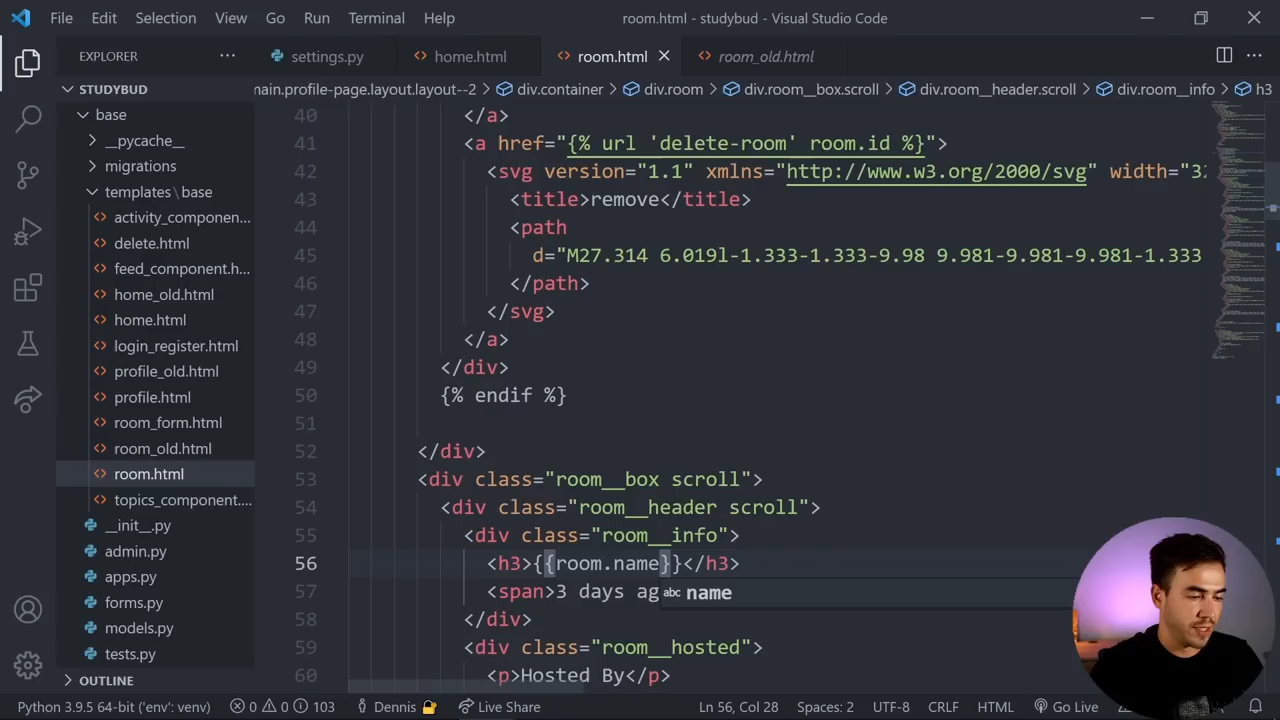 File Edit Selection View Go Run Terminal Help room.html - studybud - Visual Studio Code
EXPLORER ··· settings.py home.html room.html room_old.html
STUDYBUD
nain.profile-page.layout.layout--2 > div.container > div.room > div.room__box.scroll > div.room__header.scroll > div.room__info > h3
base
__pycache__
migrations
templates\base
activity_componen...
delete.html
feed_component.h...
home_old.html
home.html
login_register.html
profile_old.html
profile.html
room_form.html
room_old.html
room.html
topics_component....
__init__.py
admin.py
apps.py
forms.py
models.py
tests.py
OUTLINE
40 </a>
41 <a href="{% url 'delete-room' room.id %}">
42 <svg version="1.1" xmlns="http://www.w3.org/2000/svg" width="32
43 <title>remove</title>
44 <path
45 d="M27.314 6.019l-1.333-1.333-9.98 9.981-9.981-9.981-1.333
46 </path>
47 </svg>
48 </a>
49 </div>
50 {% endif %}
51
52 </div>
53 <div class="room__box scroll">
54 <div class="room__header scroll">
55 <div class="room__info">
56 <h3>{{room.name}}</h3>
57 <span>3 days ag
abc name
58 </div>
59 <div class="room__hosted">
60 <p>Hosted By</p>
Python 3.9.5 64-bit ('env': venv) 0 0 103 Dennis Live Share Ln 56, Col 28 Spaces: 2 UTF-8 CRLF HTML Go Live